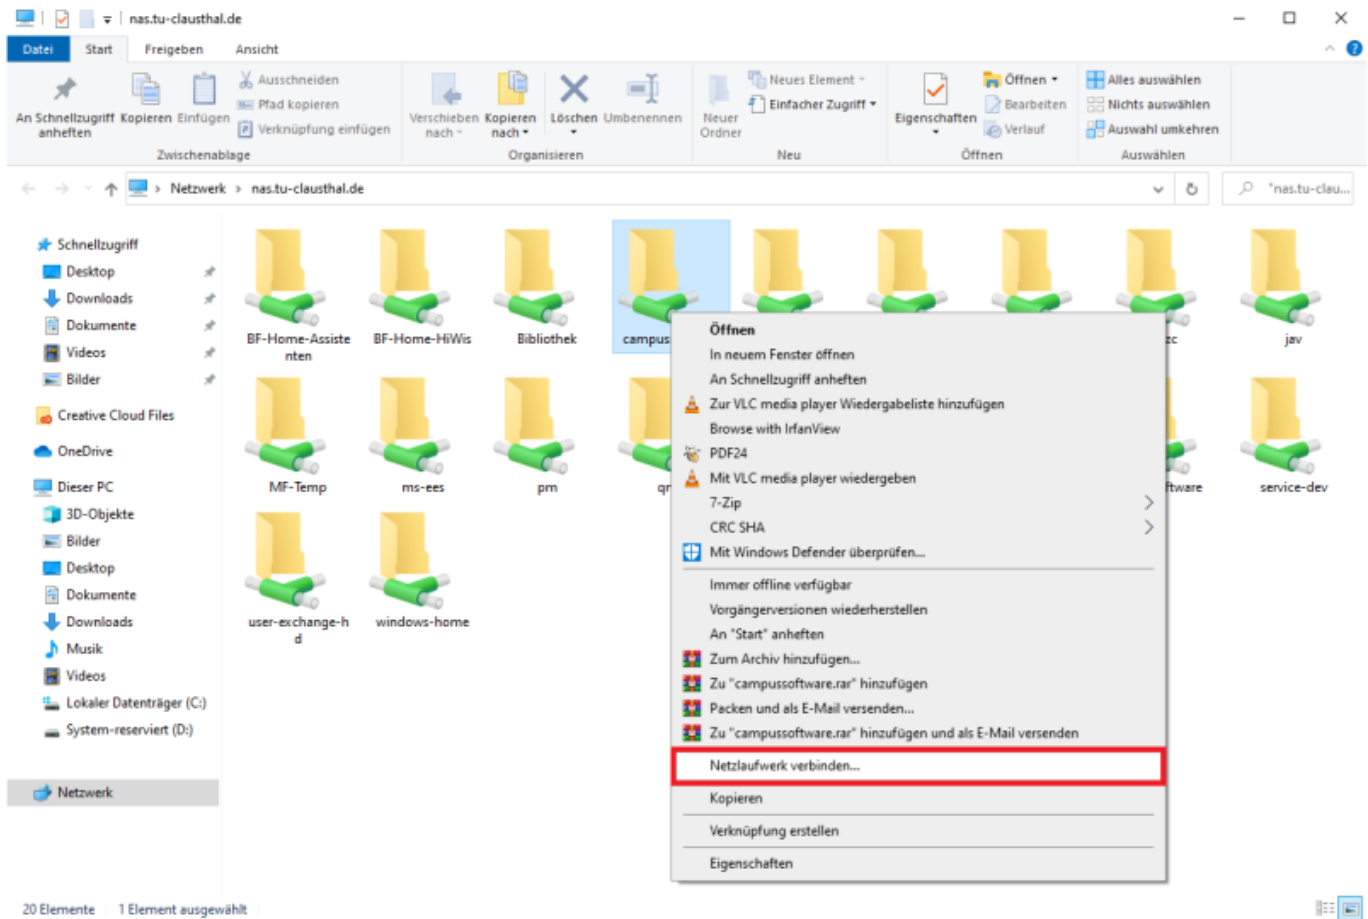 nas.tu-clausthal.de
Datei Start Freigeben Ansicht
An Schnellzugriff anheften
Kopieren
Einfügen
Ausschneiden
Pfad kopieren
Verknüpfung einfügen
Zwischenablage
Verschieben nach
Kopieren nach
Löschen
Umbenennen
Organisieren
Neuer Ordner
Neues Element
Einfacher Zugriff
Neu
Eigenschaften
Öffnen
Bearbeiten
Verlauf
Öffnen
Alles auswählen
Nichts auswählen
Auswahl umkehren
Auswählen
Netzwerk > nas.tu-clausthal.de
"nas.tu-clau...
Schnellzugriff
Desktop
Downloads
Dokumente
Videos
Bilder
Creative Cloud Files
OneDrive
Dieser PC
3D-Objekte
Bilder
Desktop
Dokumente
Downloads
Musik
Videos
Lokaler Datenträger (C:)
System-reserviert (D:)
Netzwerk
BF-Home-Assiste
nten
BF-Home-HiWis
Bibliothek
campus
zc
jav
MF-Temp
ms-ees
pm
qr
ftware
service-dev
user-exchange-h
d
windows-home
Öffnen
In neuem Fenster öffnen
An Schnellzugriff anheften
Zur VLC media player Wiedergabeliste hinzufügen
Browse with IrfanView
PDF24
Mit VLC media player wiedergeben
7-Zip
CRC SHA
Mit Windows Defender überprüfen...
Immer offline verfügbar
Vorgängerversionen wiederherstellen
An "Start" anheften
Zum Archiv hinzufügen...
Zu "campussoftware.rar" hinzufügen
Packen und als E-Mail versenden...
Zu "campussoftware.rar" hinzufügen und als E-Mail versenden
Netzlaufwerk verbinden...
Kopieren
Verknüpfung erstellen
Eigenschaften
20 Elemente 1 Element ausgewählt